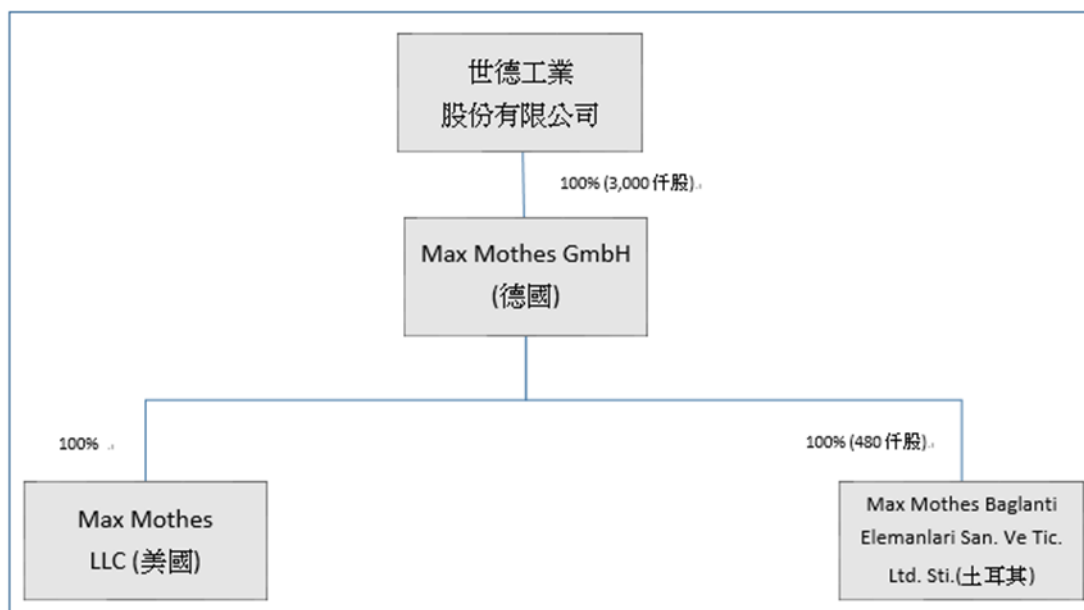 世德工業
股份有限公司
100% (3,000 仟股)
Max Mothes GmbH
(德國)
100%
100% (480 仟股)
Max Mothes
LLC (美國)
Max Mothes Baglanti
Elemanlari San. Ve Tic.
Ltd. Sti.(土耳其)